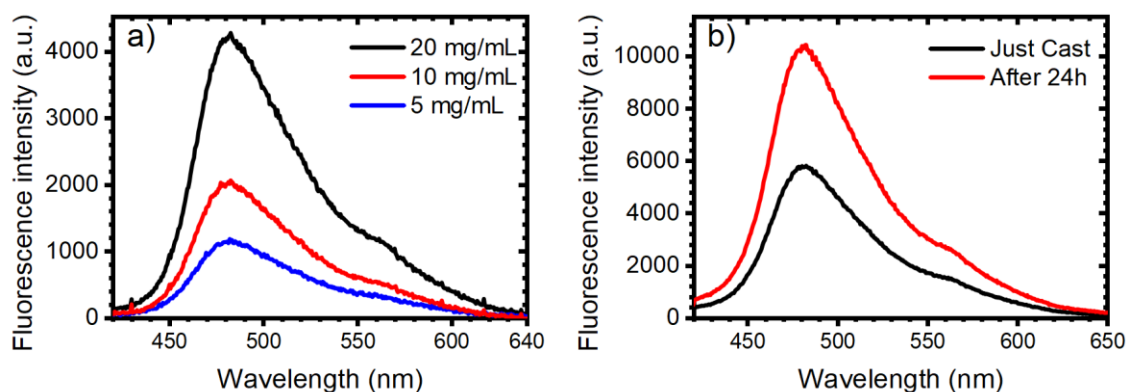 a)
20 mg/mL
10 mg/mL
5 mg/mL
Fluorescence intensity (a.u.)
4000
3000
2000
1000
0
450 500 550 600 640
Wavelength (nm)
b)
Just Cast
After 24h
Fluorescence intensity (a.u.)
10000
8000
6000
4000
2000
0
450 500 550 600 650
Wavelength (nm)